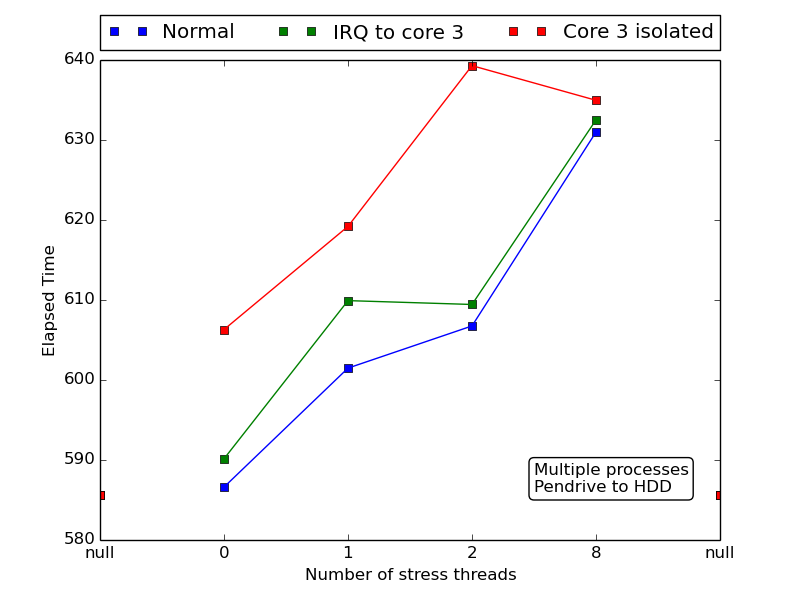 Normal IRQ to core 3 Core 3 isolated
640
630
620
610
600
590
580
Elapsed Time
Multiple processes
Pendrive to HDD
null 0 1 2 8 null
Number of stress threads